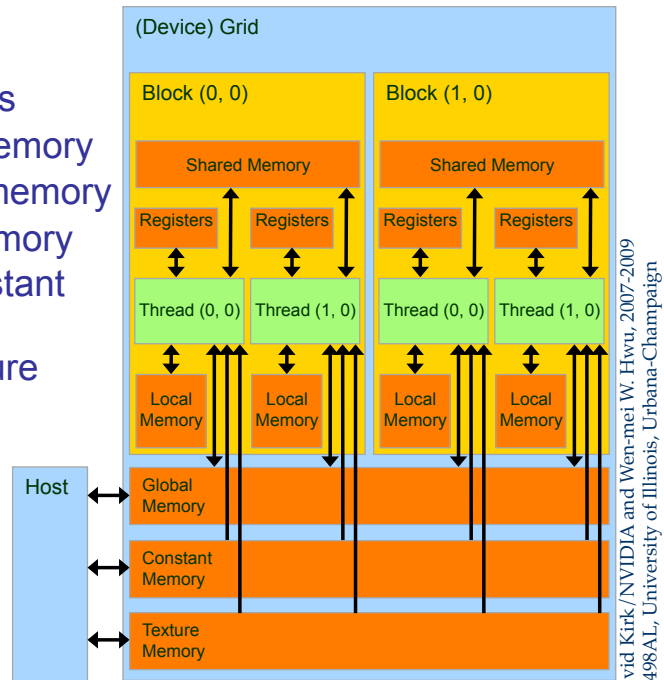 s
emory
memory
mory
stant
ure
(Device) Grid
Block (0, 0)
Shared Memory
Registers
Registers
Thread (0, 0)
Thread (1, 0)
Local
Memory
Local
Memory
Block (1, 0)
Shared Memory
Registers
Registers
Thread (0, 0)
Thread (1, 0)
Local
Memory
Local
Memory
Host
Global
Memory
Constant
Memory
Texture
Memory
vid Kirk/NVIDIA and Wen-mei W. Hwu, 2007-2009
498AL, University of Illinois, Urbana-Champaign